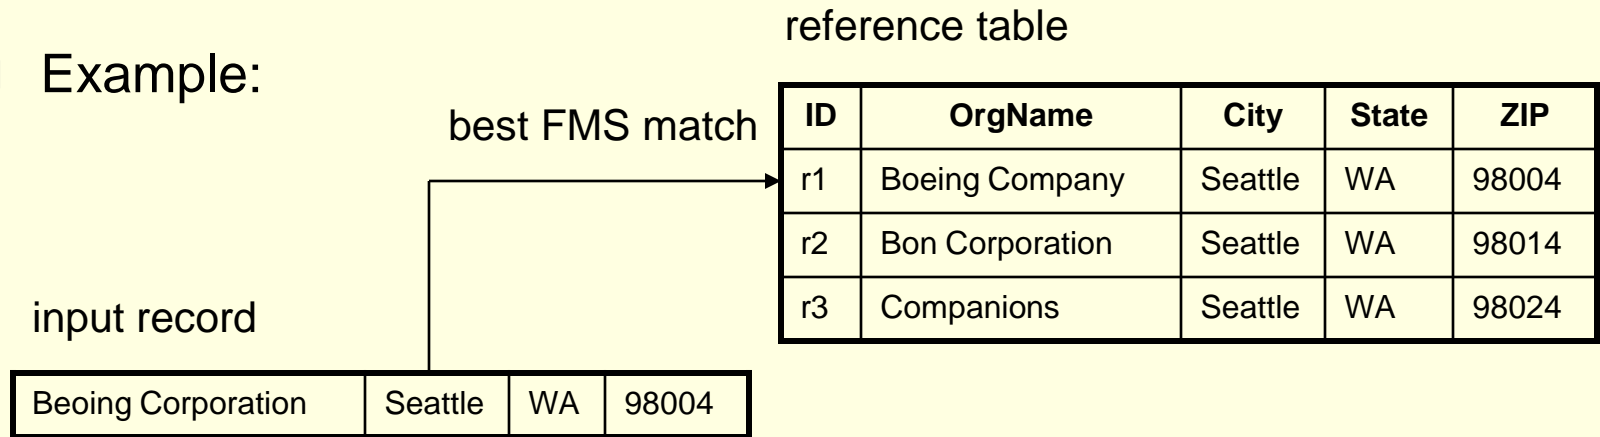 reference table
Example:
best FMS match
ID OrgName City State ZIP
r1 Boeing Company Seattle WA 98004
r2 Bon Corporation Seattle WA 98014
r3 Companions Seattle WA 98024
input record
Beoing Corporation Seattle WA 98004